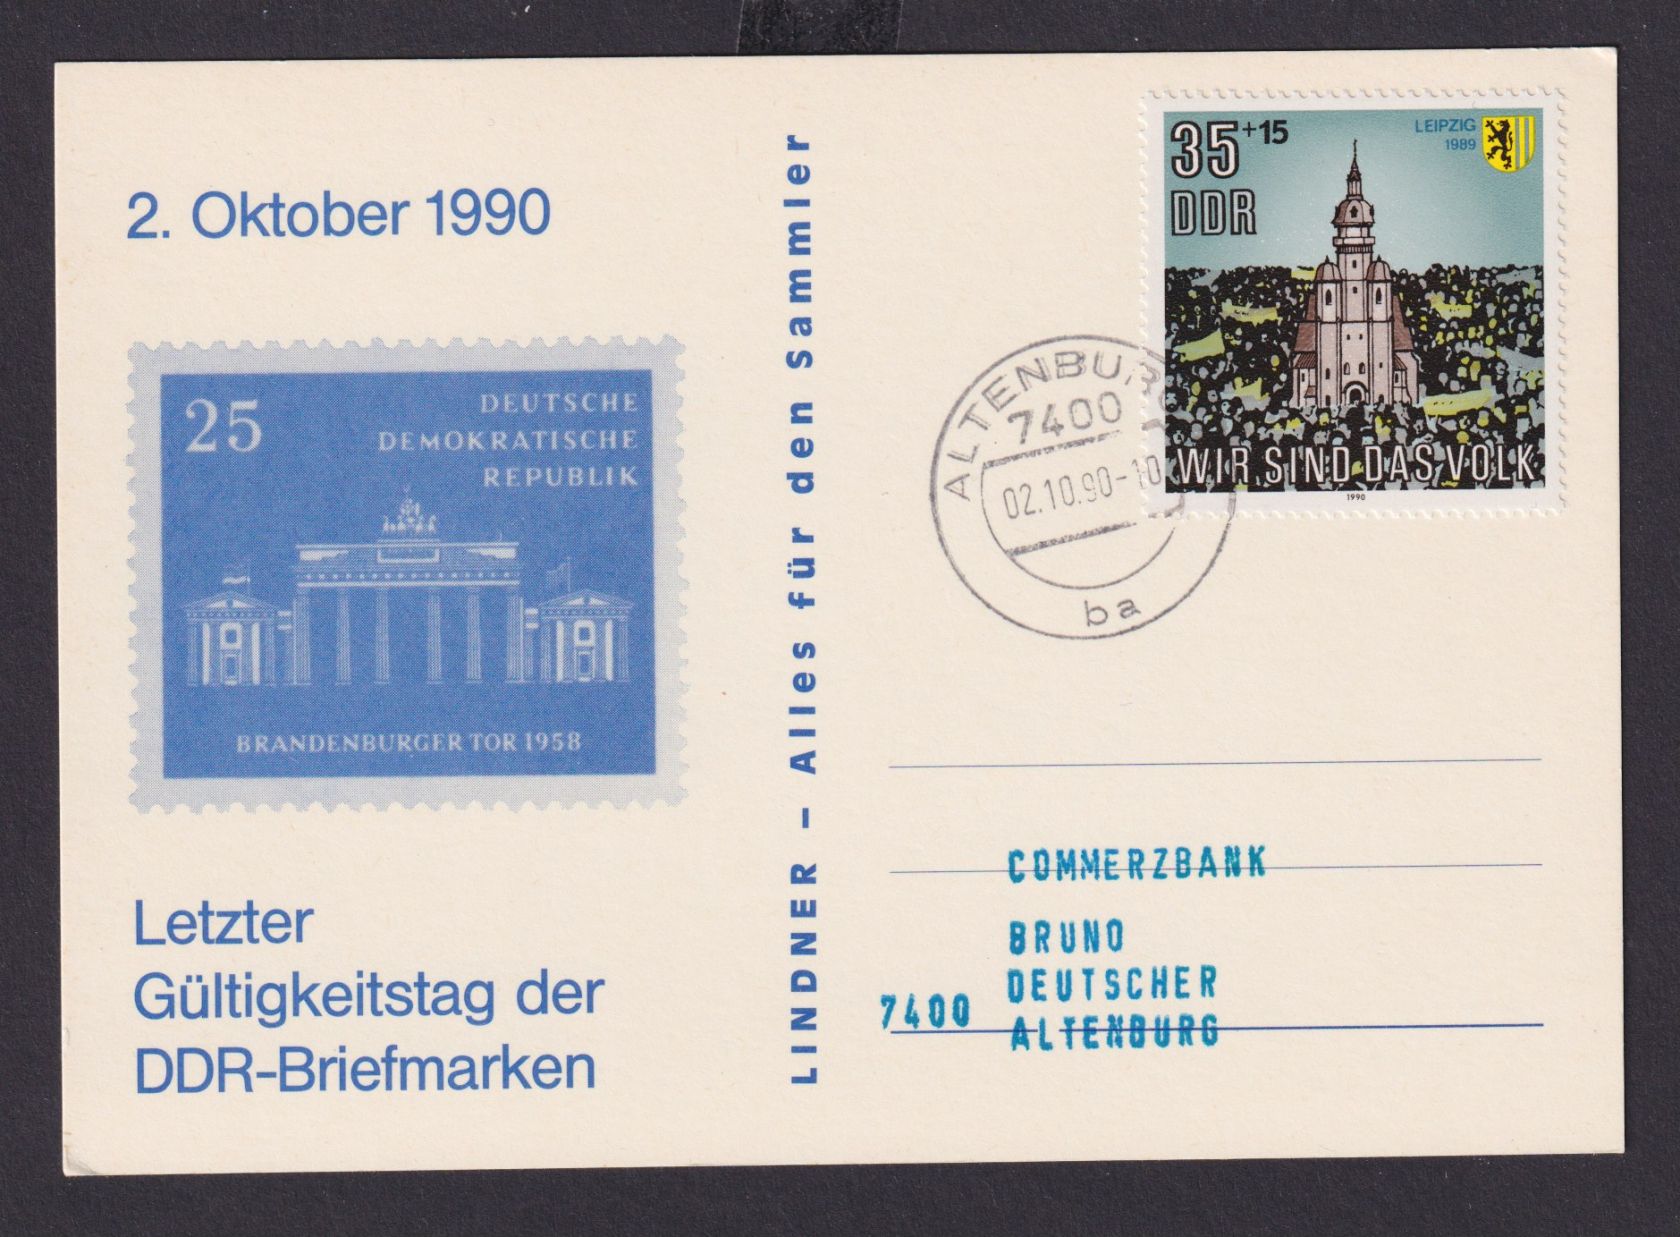 2. Oktober 1990
25
DEUTSCHE
DEMOKRATISCHE
REPUBLIK
BRANDENBURGER TOR 1958
Letzter
Gültigkeitstag der
DDR-Briefmarken
LINDNER – Alles für den sammler
35+15
DDR
LEIPZIG
1989
WIR SIND DAS VOLK
1990
ALTENBURG
7400
02.10.90-10
ba
COMMERZBANK
BRUNO
DEUTSCHER
7400 ALTENBURG